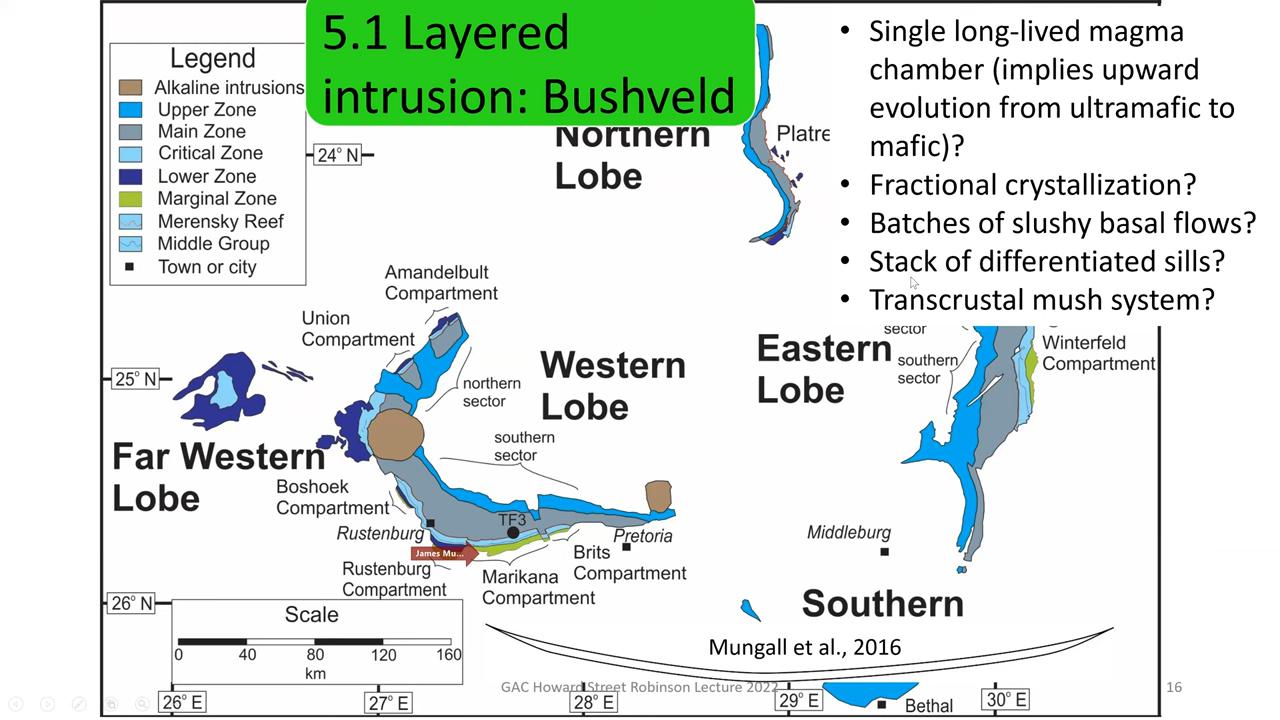 5.1 Layered
intrusion: Bushveld
• Single long-lived magma
chamber (implies upward
evolution from ultramafic to
mafic)?
• Fractional crystallization?
• Batches of slushy basal flows?
• Stack of differentiated sills?
• Transcrustal mush system?
Legend
Alkaline intrusions
Upper Zone
Main Zone
Critical Zone
Lower Zone
Marginal Zone
Merensky Reef
Middle Group
Town or city
24° N
Northern
Lobe
Platre
Amandelbult
Compartment
Union
Compartment
25° N
northern
sector
Western
Lobe
southern
sector
Far Western
Lobe
Boshoek
Compartment
Rustenburg
TF3
Pretoria
James Mu...
Brits
Compartment
Rustenburg
Compartment
Marikana
Compartment
sector
southern
sector
Eastern
Lobe
Winterfeld
Compartment
Middleburg
Southern
26° N
Scale
0 40 80 120 160
km
Mungall et al., 2016
GAC Howard Street Robinson Lecture 2022
16
26° E
27° E
28° E
29° E
30° E
Bethal